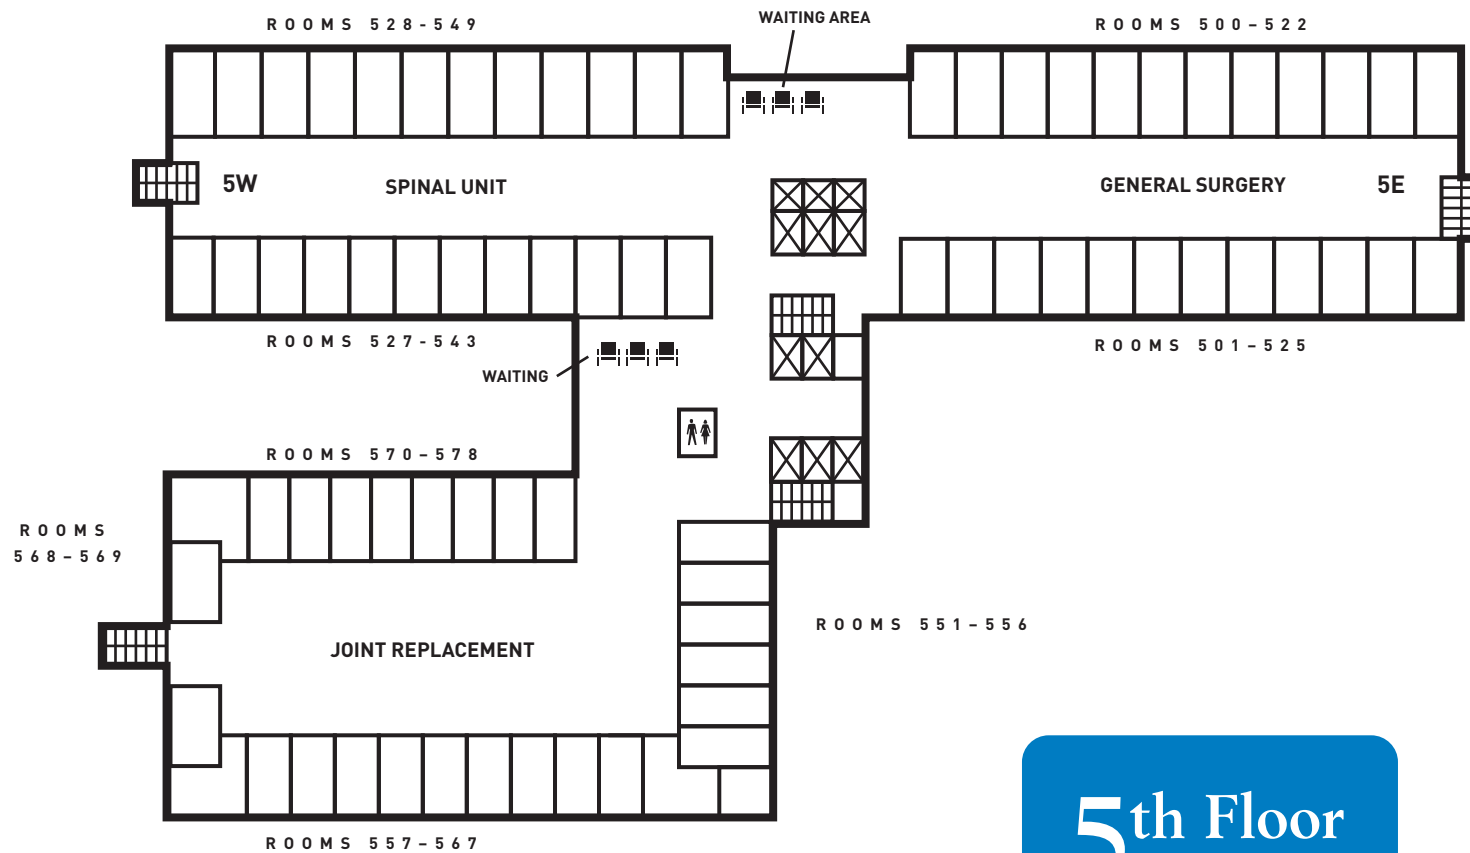 ROOMS 528-549
WAITING AREA
ROOMS 500–522
5W
SPINAL UNIT
GENERAL SURGERY
5E
ROOMS 527-543
ROOMS 501–525
WAITING
ROOMS 570–578
ROOMS
568–569
JOINT REPLACEMENT
ROOMS 551–556
5th Floor
ROOMS 557–567